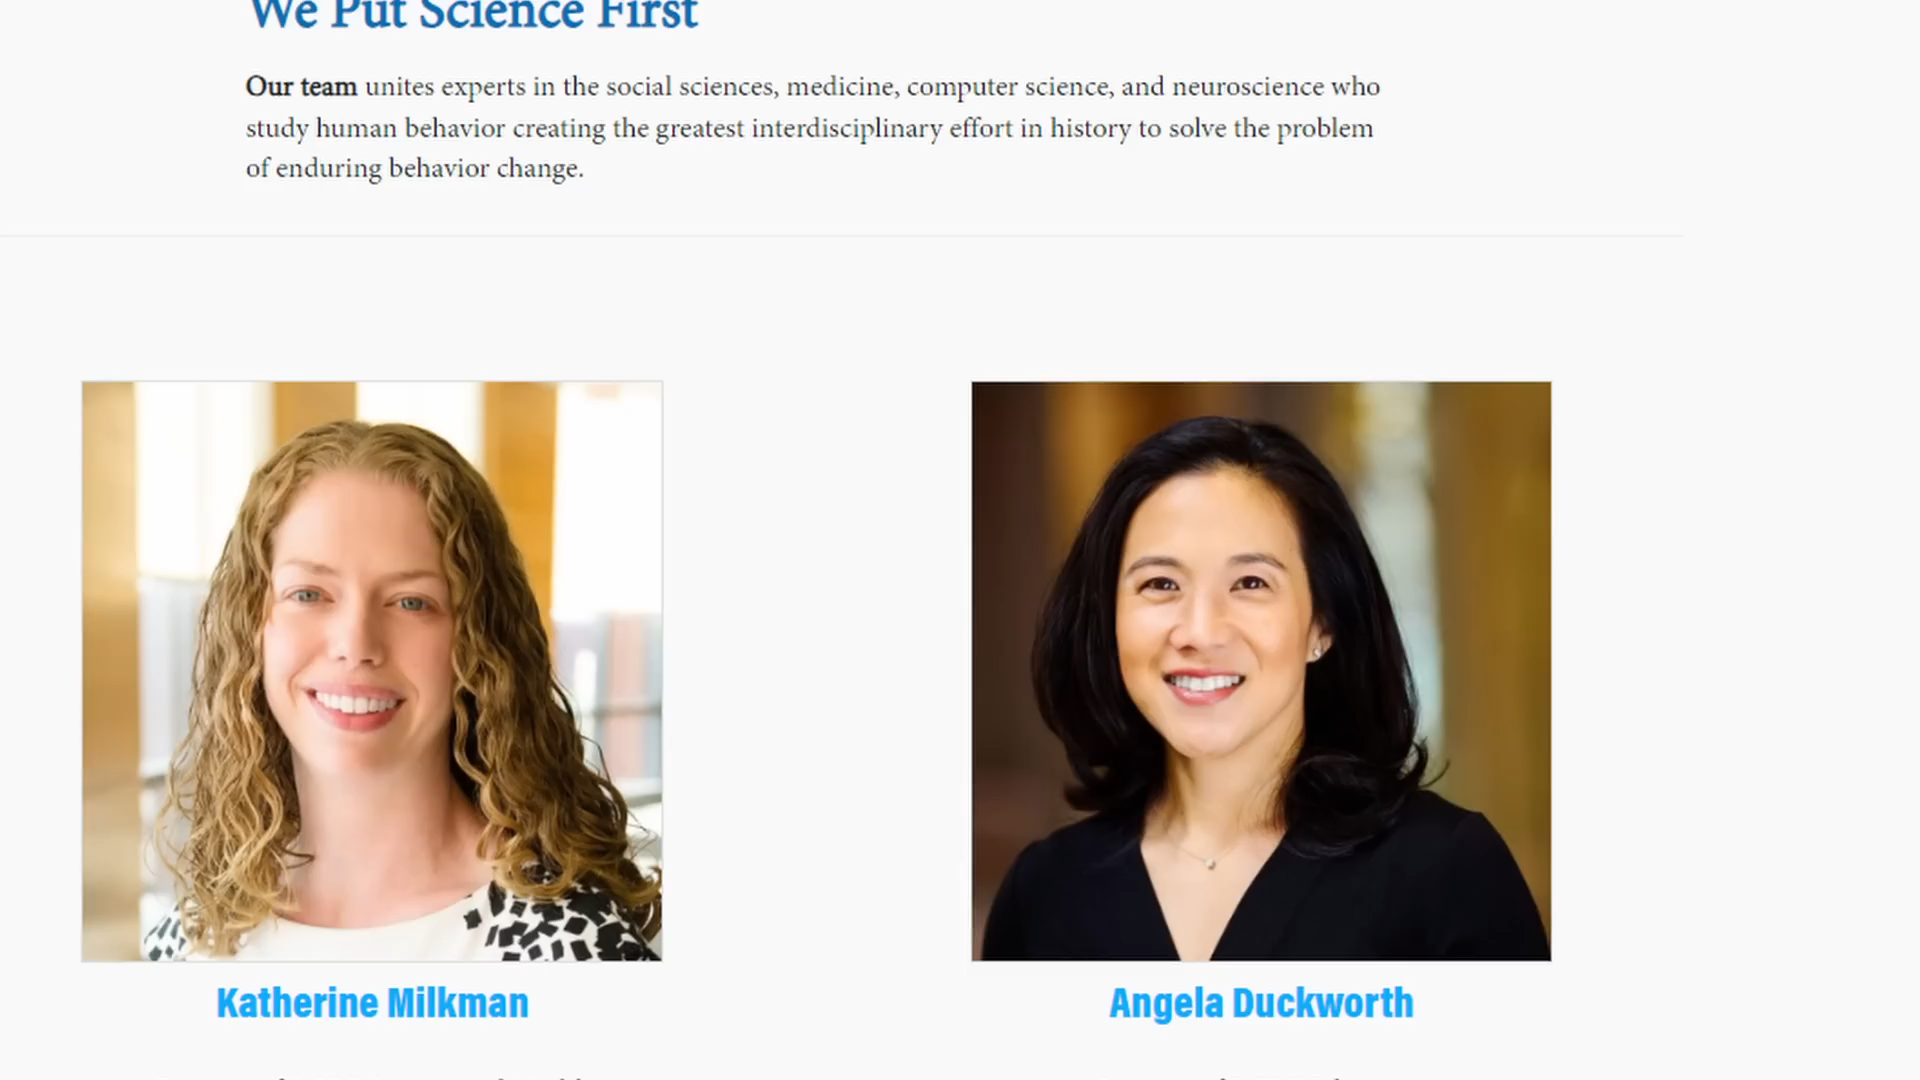 We Put Science First
Our team unites experts in the social sciences, medicine, computer science, and neuroscience who
study human behavior creating the greatest interdisciplinary effort in history to solve the problem
of enduring behavior change.
Katherine Milkman
Angela Duckworth